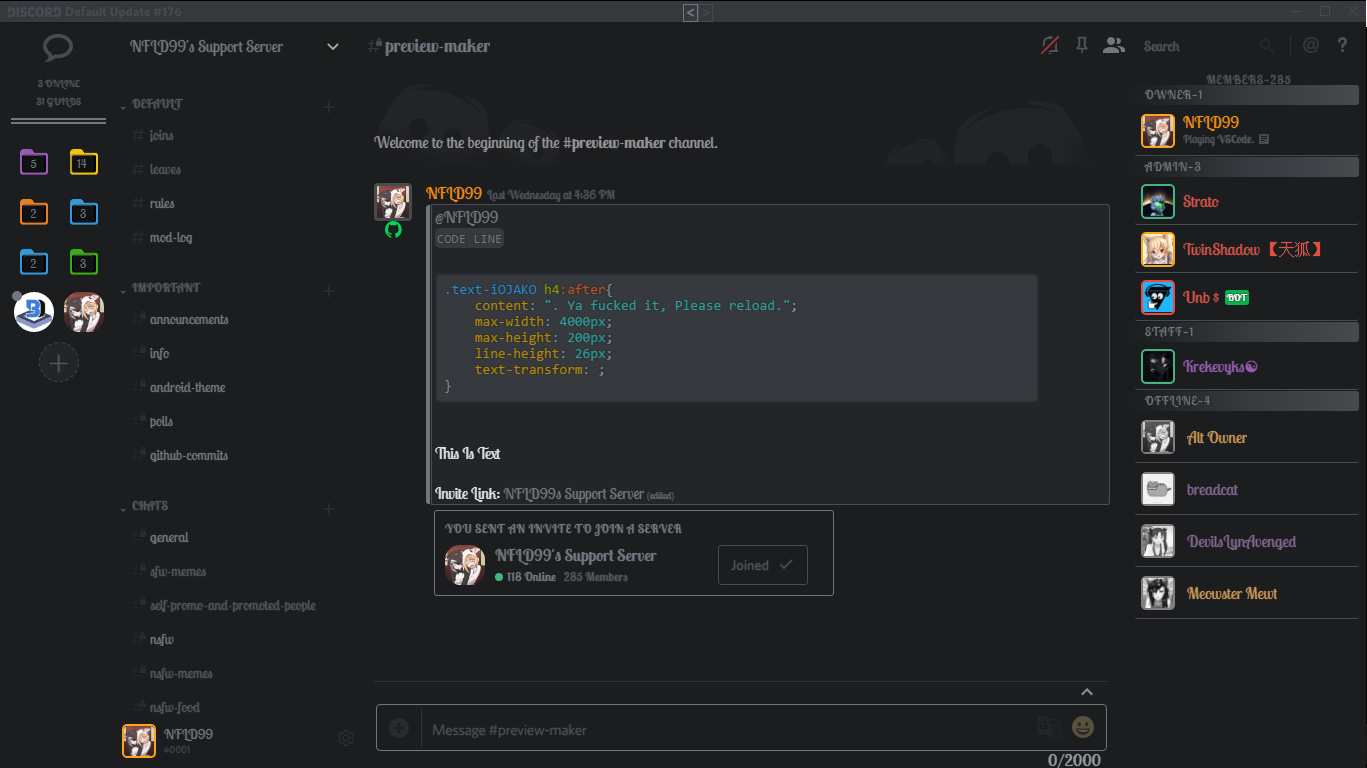 DISCORD Default Update #176
< >
3 ONLINE
31 GUILDS
5
14
2
3
2
3
NFLD99's Support Server
DEFAULT
joins
leaves
rules
mod-log
IMPORTANT
announcements
info
android-theme
polls
github-commits
CHATS
general
sfw-memes
self-promo-and-promoted-people
nsfw
nsfw-memes
nsfw-food
NFLD99
#0001
#preview-maker
Search
@ ?
Welcome to the beginning of the #preview-maker channel.
NFLD99 Last Wednesday at 4:36 PM
@NFLD99
CODE LINE
.text-iOJAKO h4:after{
content: ". Ya fucked it, Please reload.";
max-width: 4000px;
max-height: 200px;
line-height: 26px;
text-transform: ;
}
This Is Text
Invite Link: NFLD99s Support Server (edited)
YOU SENT AN INVITE TO JOIN A SERVER
NFLD99's Support Server
118 Online 285 Members
Joined
Message #preview-maker
0/2000
MEMBERS-285
OWNER-1
NFLD99
Playing VSCode.
ADMIN-3
Strato
TwinShadow 【天狐】
Unb $ BOT
STAFF-1
Krekevyks☯
OFFLINE-4
Alt Owner
breadcat
DevilsLynAvenged
Meowster Mewt